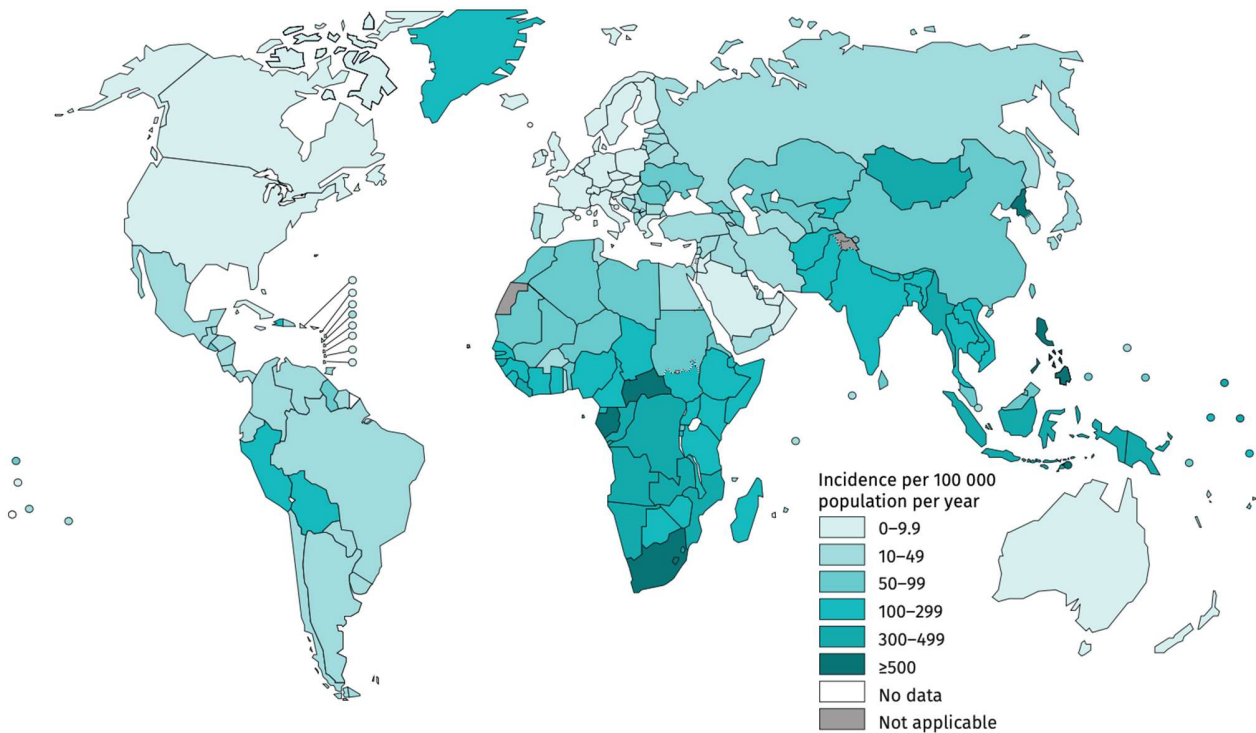 Incidence per 100 000
population per year
0–9.9
10–49
50–99
100–299
300–499
≥500
No data
Not applicable